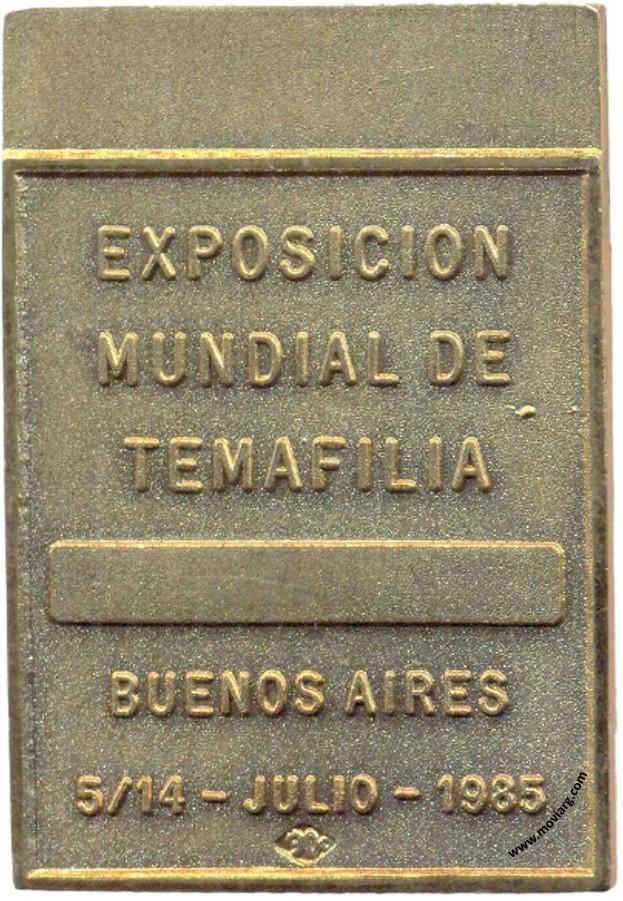 EXPOSICION
MUNDIAL DE
TEMAFILIA
BUENOS AIRES
5/14 - JULIO - 1985
www.moviarg.com